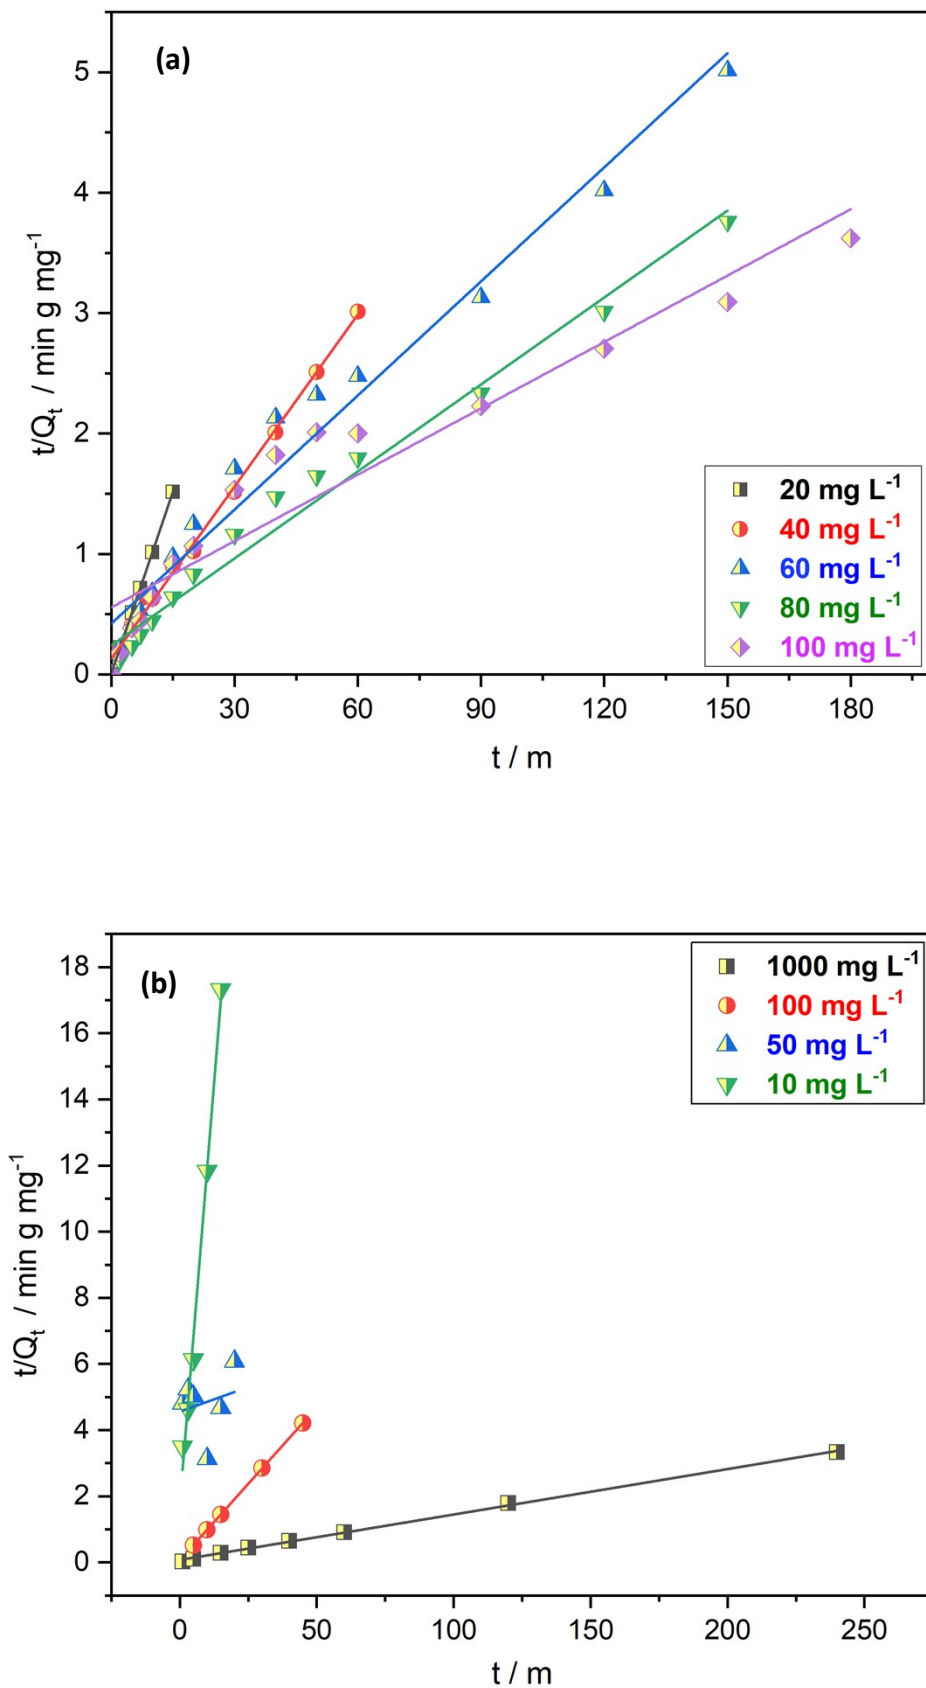 (a)
5
4
3
2
1
0
t/Qt / min g mg-1
20 mg L-1
40 mg L-1
60 mg L-1
80 mg L-1
100 mg L-1
0 30 60 90 120 150 180
t / m
(b)
18
16
14
12
10
8
6
4
2
0
t/Qt / min g mg-1
1000 mg L-1
100 mg L-1
50 mg L-1
10 mg L-1
0 50 100 150 200 250
t / m